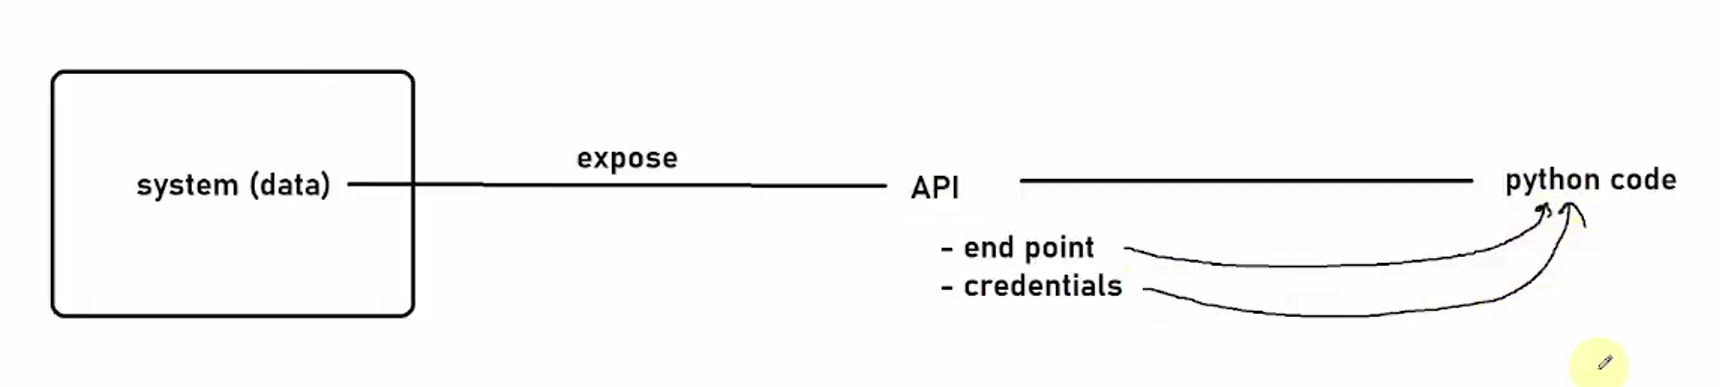 expose
system (data)
API
python code
- end point
- credentials